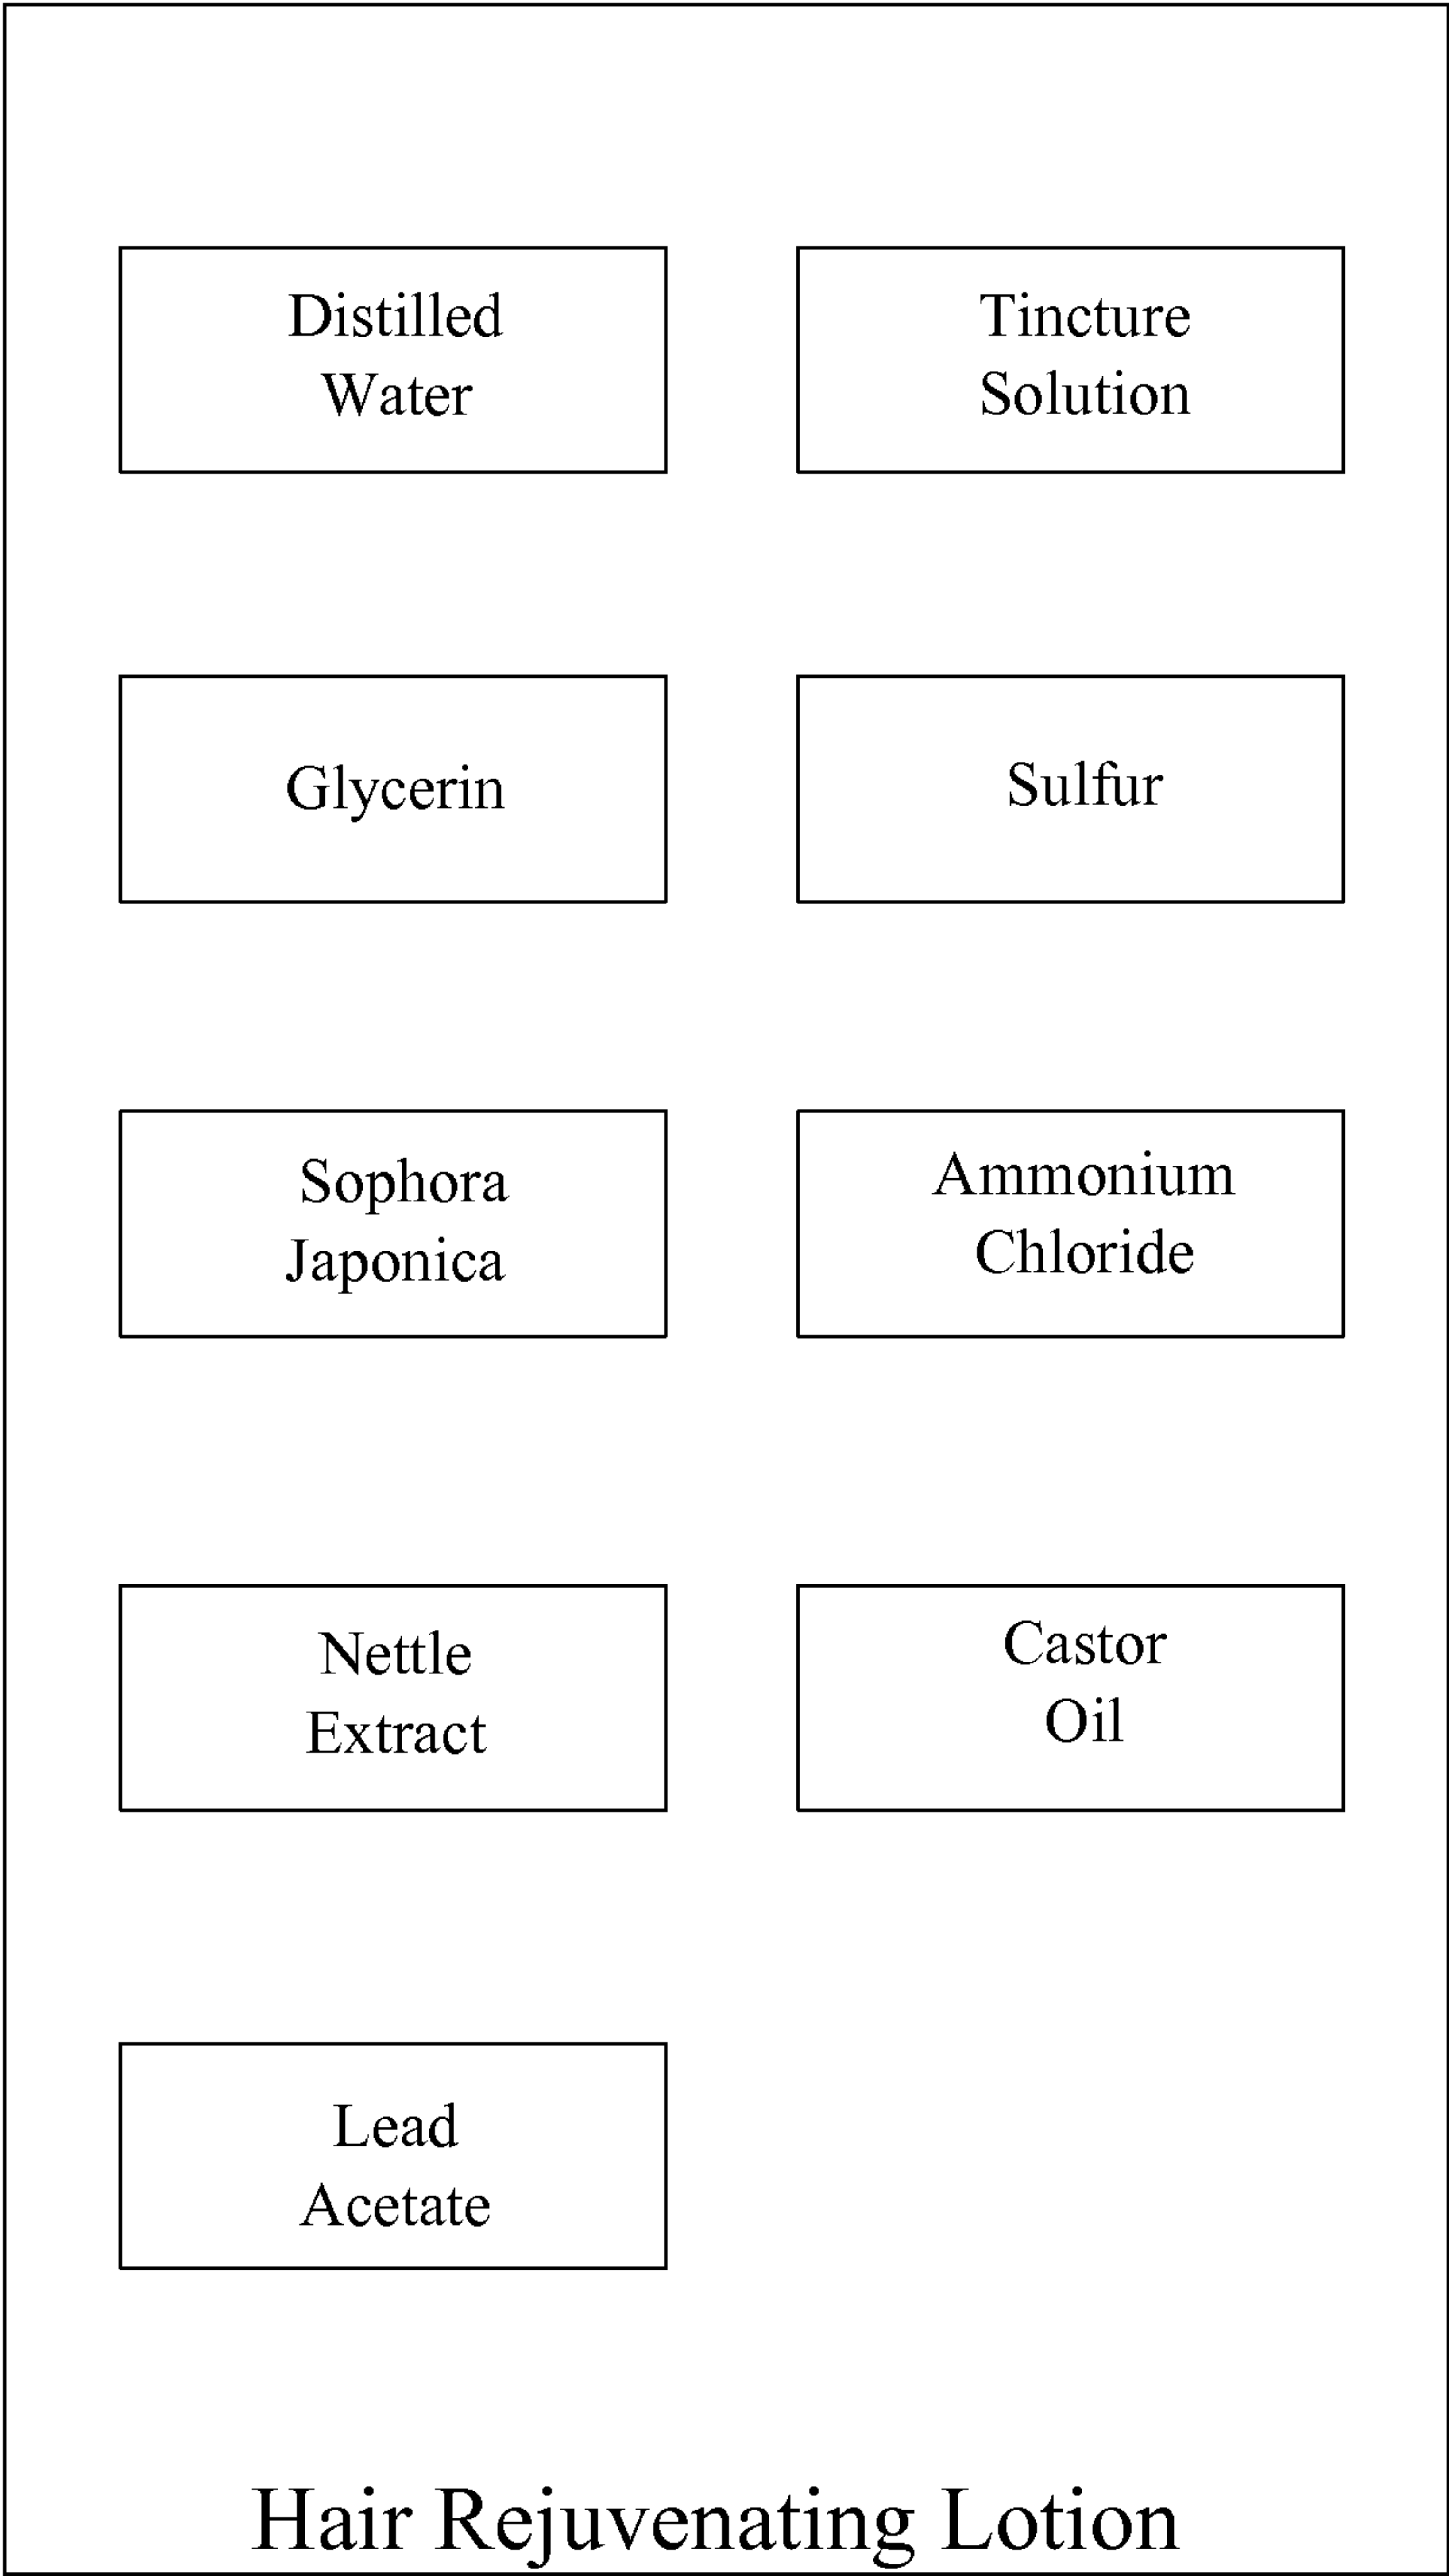 Distilled
Water
Tincture
Solution
Glycerin
Sulfur
Sophora
Japonica
Ammonium
Chloride
Nettle
Extract
Castor
Oil
Lead
Acetate
Hair Rejuvenating Lotion